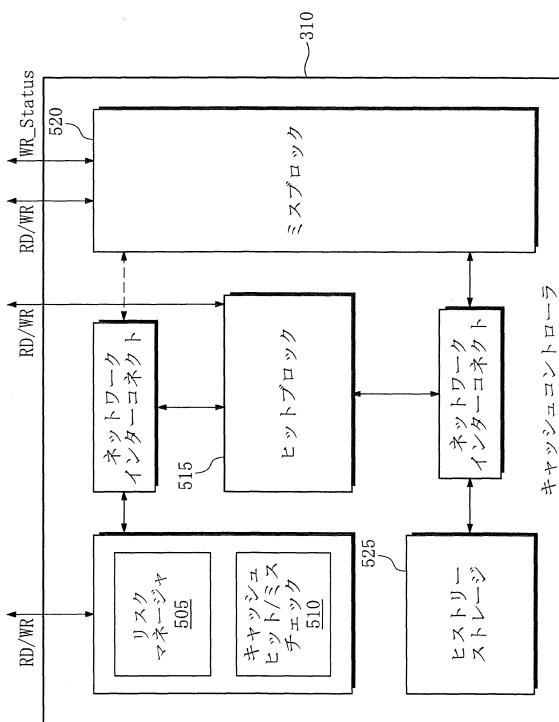 RD/WR
RD/WR
RD/WR
WR_Status
リスク
マネージャ
505
キャッシュ
ヒット/ミス
チェック
510
ネットワーク
インターコネクト
515
ヒットブロック
520
ミスブロック
310
525
ヒストリー
ストレージ
ネットワーク
インターコネクト
キャッシュコントローラ